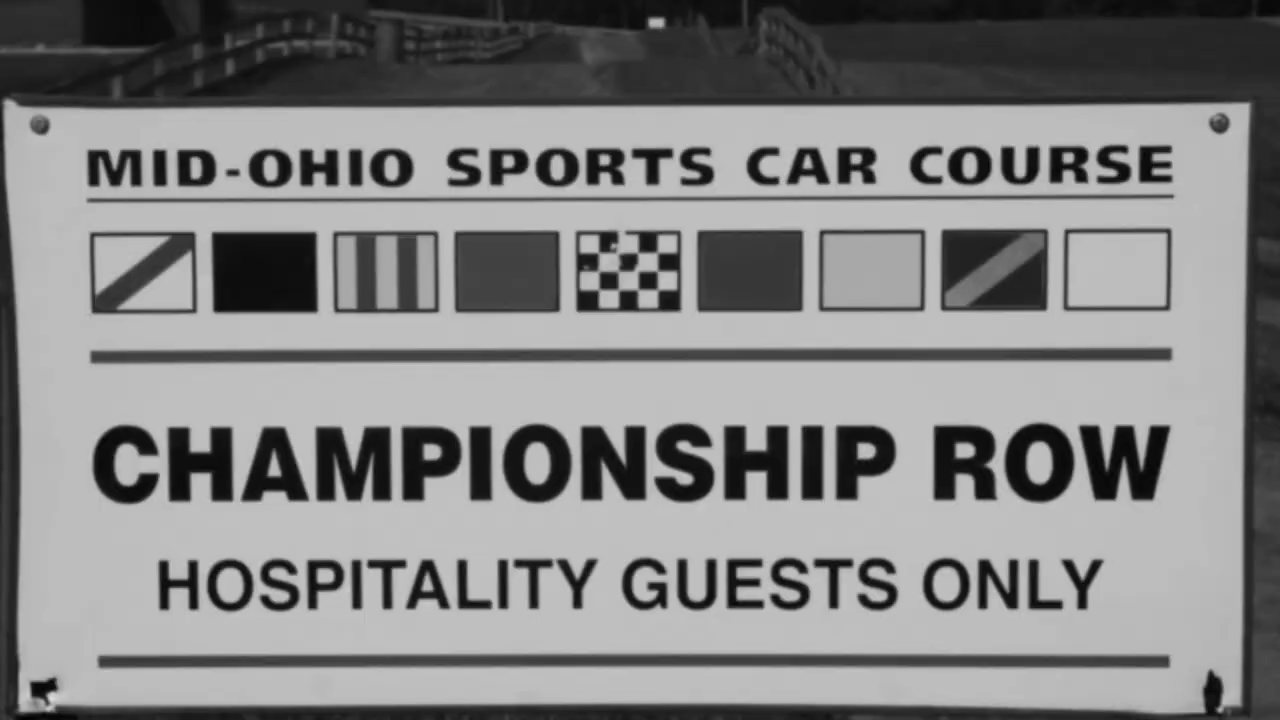 MID-OHIO SPORTS CAR COURSE
CHAMPIONSHIP ROW
HOSPITALITY GUESTS ONLY